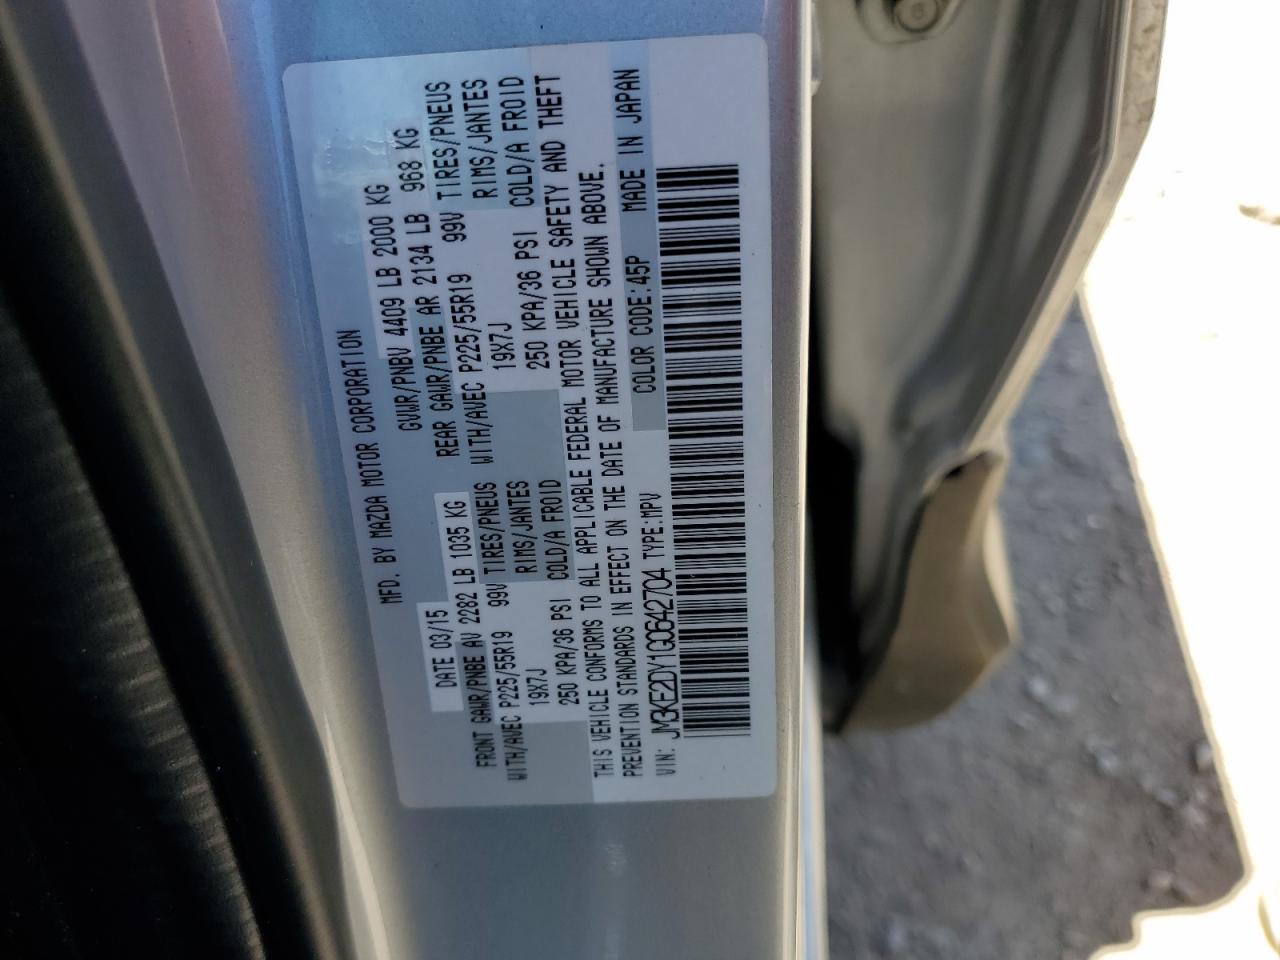 MFD. BY MAZDA MOTOR CORPORATION
DATE 03/15 GVWR/PNBV 4409 LB 2000 KG
FRONT GAWR/PNBE AV 2282 LB 1035 KG REAR GAWR/PNBE AR 2134 LB 968 KG
WITH/AVEC P225/55R19 99V TIRES/PNEUS WITH/AVEC P225/55R19 99V TIRES/PNEUS
19X7J RIMS/JANTES 19X7J RIMS/JANTES
250 KPA/36 PSI COLD/A FROID 250 KPA/36 PSI COLD/A FROID
THIS VEHICLE CONFORMS TO ALL APPLICABLE FEDERAL MOTOR VEHICLE SAFETY AND THEFT
PREVENTION STANDARDS IN EFFECT ON THE DATE OF MANUFACTURE SHOWN ABOVE.
VIN: JM3KE2DY1G0642704 TYPE:MPV COLOR CODE:45P MADE IN JAPAN